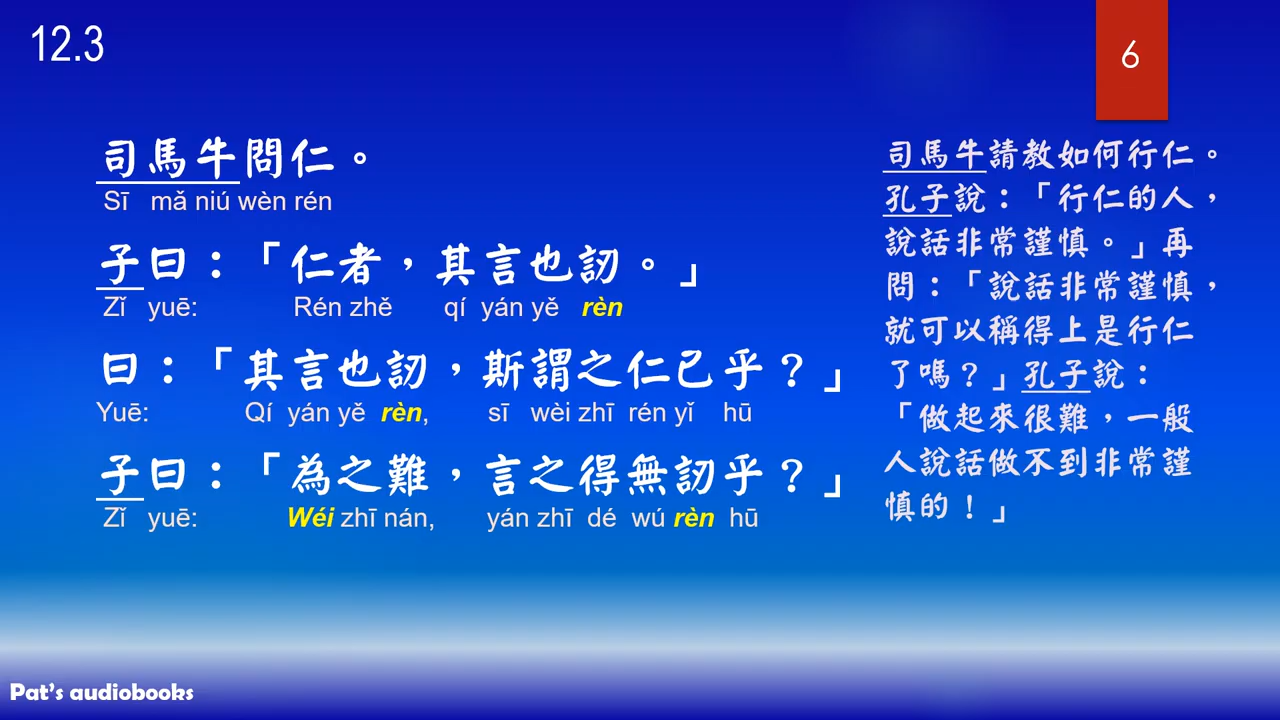 12.3
6
司馬牛問仁。
Sī mǎ niú wèn rén
子曰：「仁者，其言也訒。」
Zǐ yuē: Rén zhě qí yán yě rèn
曰：「其言也訒，斯謂之仁已乎？」
Yuē: Qí yán yě rèn, sī wèi zhī rén yǐ hū
子曰：「為之難，言之得無訒乎？」
Zǐ yuē: Wéi zhī nán, yán zhī dé wú rèn hū
司馬牛請教如何行仁。
孔子說：「行仁的人，
說話非常謹慎。」再
問：「說話非常謹慎，
就可以稱得上是行仁
了嗎？」孔子說：
「做起來很難，一般
人說話做不到非常謹
慎的！」
Pat's audiobooks